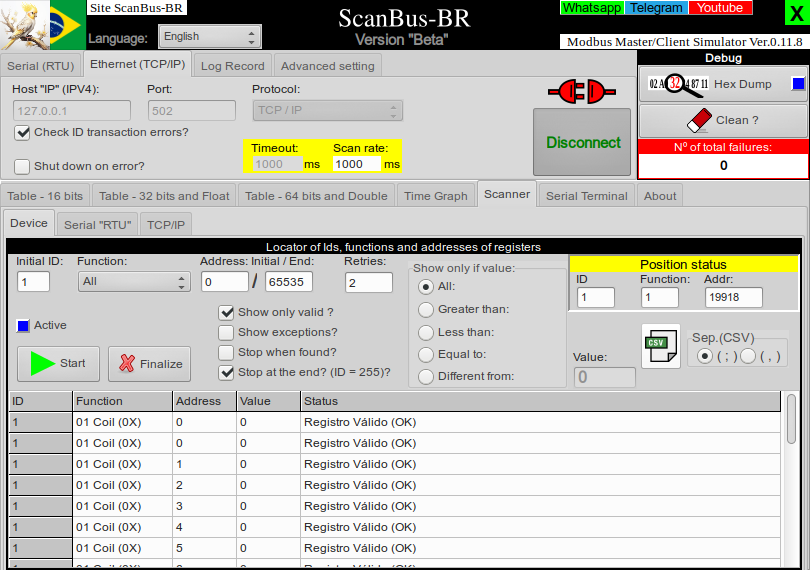 Site ScanBus-BR
Language:
English
ScanBus-BR
Version "Beta"
Whatsapp
Telegram
Youtube
X
Modbus Master/Client Simulator Ver.0.11.8
Serial (RTU)
Ethernet (TCP/IP)
Log Record
Advanced setting
Host "IP" (IPV4):
Port:
Protocol:
127.0.0.1
502
TCP / IP
Check ID transaction errors?
Shut down on error?
Timeout:
Scan rate:
1000 ms
1000 ms
Disconnect
Debug
Hex Dump
Clean ?
Nº of total failures:
0
Table - 16 bits
Table - 32 bits and Float
Table - 64 bits and Double
Time Graph
Scanner
Serial Terminal
About
Device
Serial "RTU"
TCP/IP
Locator of Ids, functions and addresses of registers
Initial ID:
Function:
Address: Initial / End:
Retries:
1
All
0 / 65535
2
Active
Start
Finalize
Show only valid ?
Show exceptions?
Stop when found?
Stop at the end? (ID = 255)?
Show only if value:
All:
Greater than:
Less than:
Equal to:
Different from:
Position status
ID
Function:
Addr:
1
1
19918
Value:
0
CSV
Sep.(CSV)
( ; )
( , )
ID Function Address Value Status
1 01 Coil (0X) 0 0 Registro Válido (OK)
1 01 Coil (0X) 0 0 Registro Válido (OK)
1 01 Coil (0X) 1 0 Registro Válido (OK)
1 01 Coil (0X) 2 0 Registro Válido (OK)
1 01 Coil (0X) 3 0 Registro Válido (OK)
1 01 Coil (0X) 4 0 Registro Válido (OK)
1 01 Coil (0X) 5 0 Registro Válido (OK)